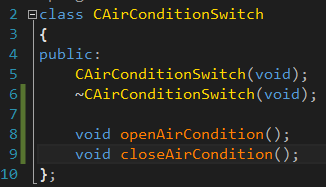 2 class CAirConditionSwitch
3 {
4 public:
5 CAirConditionSwitch(void);
6 ~CAirConditionSwitch(void);
7
8 void openAirCondition();
9 void closeAirCondition();
10 };